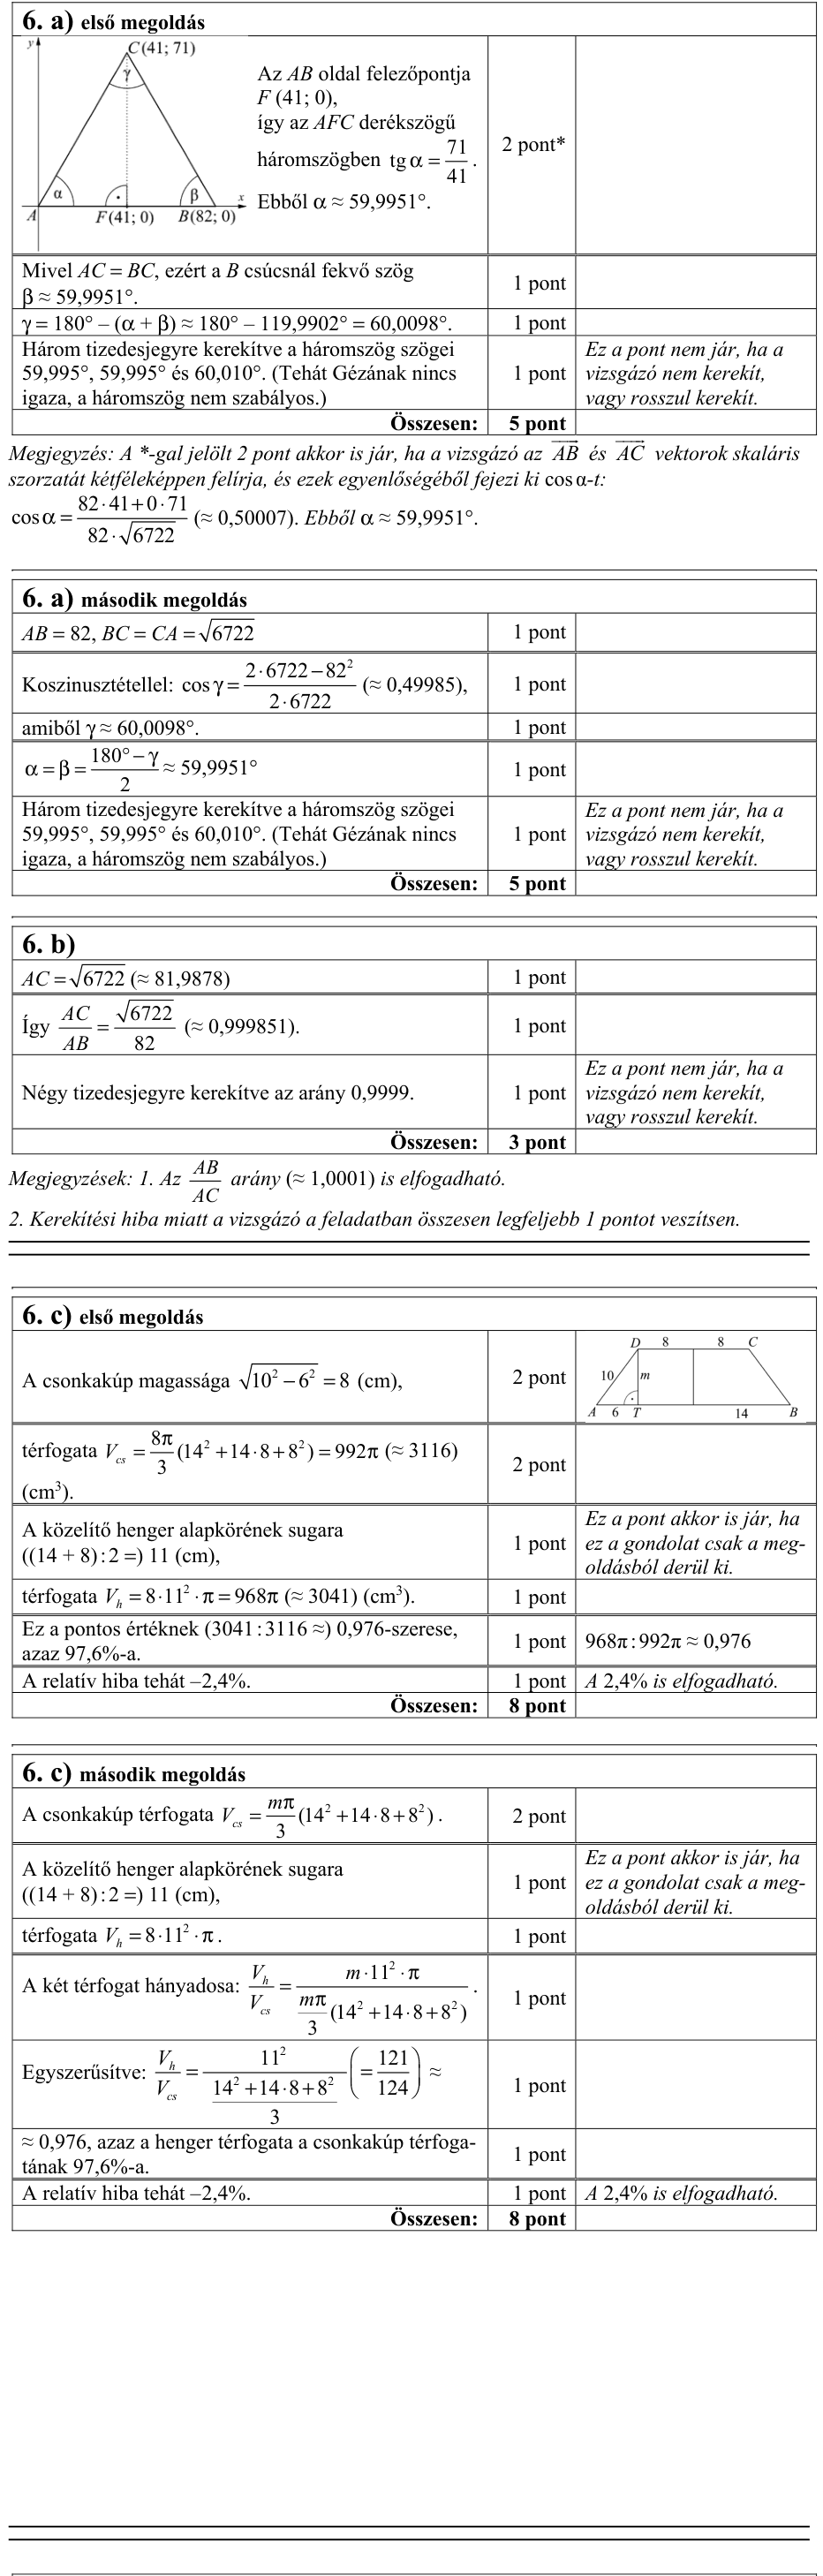 6. a) első megoldás
y
C(41; 71)
γ
α
β
x
A
F(41; 0)
B(82; 0)
Az AB oldal felezőpontja
F (41; 0),
így az AFC derékszögű
háromszögben tg α = 71/41.
Ebből α ≈ 59,9951°.
2 pont*
Mivel AC = BC, ezért a B csúcsnál fekvő szög
β ≈ 59,9951°.
1 pont
γ = 180° – (α + β) ≈ 180° – 119,9902° = 60,0098°.
1 pont
Három tizedesjegyre kerekítve a háromszög szögei
59,995°, 59,995° és 60,010°. (Tehát Gézának nincs
igaza, a háromszög nem szabályos.)
1 pont
Ez a pont nem jár, ha a
vizsgázó nem kerekít,
vagy rosszul kerekít.
Összesen: 5 pont
Megjegyzés: A *-gal jelölt 2 pont akkor is jár, ha a vizsgázó az AB és AC vektorok skaláris
szorzatát kétféleképpen felírja, és ezek egyenlőségéből fejezi ki cos α-t:
cos α = (82·41+0·71)/(82·√6722) (≈ 0,50007). Ebből α ≈ 59,9951°.
6. a) második megoldás
AB = 82, BC = CA = √6722
1 pont
Koszinusztétellel: cos γ = (2·6722−82²)/(2·6722) (≈ 0,49985),
1 pont
amiből γ ≈ 60,0098°.
1 pont
α = β = (180° − γ)/2 ≈ 59,9951°
1 pont
Három tizedesjegyre kerekítve a háromszög szögei
59,995°, 59,995° és 60,010°. (Tehát Gézának nincs
igaza, a háromszög nem szabályos.)
1 pont
Ez a pont nem jár, ha a
vizsgázó nem kerekít,
vagy rosszul kerekít.
Összesen: 5 pont
6. b)
AC = √6722 (≈ 81,9878)
1 pont
Így AC/AB = √6722/82 (≈ 0,999851).
1 pont
Négy tizedesjegyre kerekítve az arány 0,9999.
1 pont
Ez a pont nem jár, ha a
vizsgázó nem kerekít,
vagy rosszul kerekít.
Összesen: 3 pont
Megjegyzések: 1. Az AB/AC arány (≈ 1,0001) is elfogadható.
2. Kerekítési hiba miatt a vizsgázó a feladatban összesen legfeljebb 1 pontot veszítsen.
6. c) első megoldás
A csonkakúp magassága √(10² − 6²) = 8 (cm),
2 pont
D 8 8 C
10 m
A 6 T 14 B
térfogata V_cs = 8π/3 (14² + 14·8 + 8²) = 992π (≈ 3116)
(cm³).
2 pont
A közelítő henger alapkörének sugara
((14 + 8) : 2 =) 11 (cm),
1 pont
Ez a pont akkor is jár, ha
ez a gondolat csak a meg-
oldásból derül ki.
térfogata V_h = 8·11²·π = 968π (≈ 3041) (cm³).
1 pont
Ez a pontos értéknek (3041 : 3116 ≈) 0,976-szerese,
azaz 97,6%-a.
1 pont
968π : 992π ≈ 0,976
A relatív hiba tehát –2,4%.
1 pont
A 2,4% is elfogadható.
Összesen: 8 pont
6. c) második megoldás
A csonkakúp térfogata V_cs = mπ/3 (14² + 14·8 + 8²).
2 pont
A közelítő henger alapkörének sugara
((14 + 8) : 2 =) 11 (cm),
1 pont
Ez a pont akkor is jár, ha
ez a gondolat csak a meg-
oldásból derül ki.
térfogata V_h = 8·11²·π.
1 pont
A két térfogat hányadosa: V_h/V_cs = (m·11²·π)/(mπ/3 (14² + 14·8 + 8²)).
1 pont
Egyszerűsítve: V_h/V_cs = 11²/((14² + 14·8 + 8²)/3) (= 121/124) ≈
1 pont
≈ 0,976, azaz a henger térfogata a csonkakúp térfoga-
tának 97,6%-a.
1 pont
A relatív hiba tehát –2,4%.
1 pont
A 2,4% is elfogadható.
Összesen: 8 pont